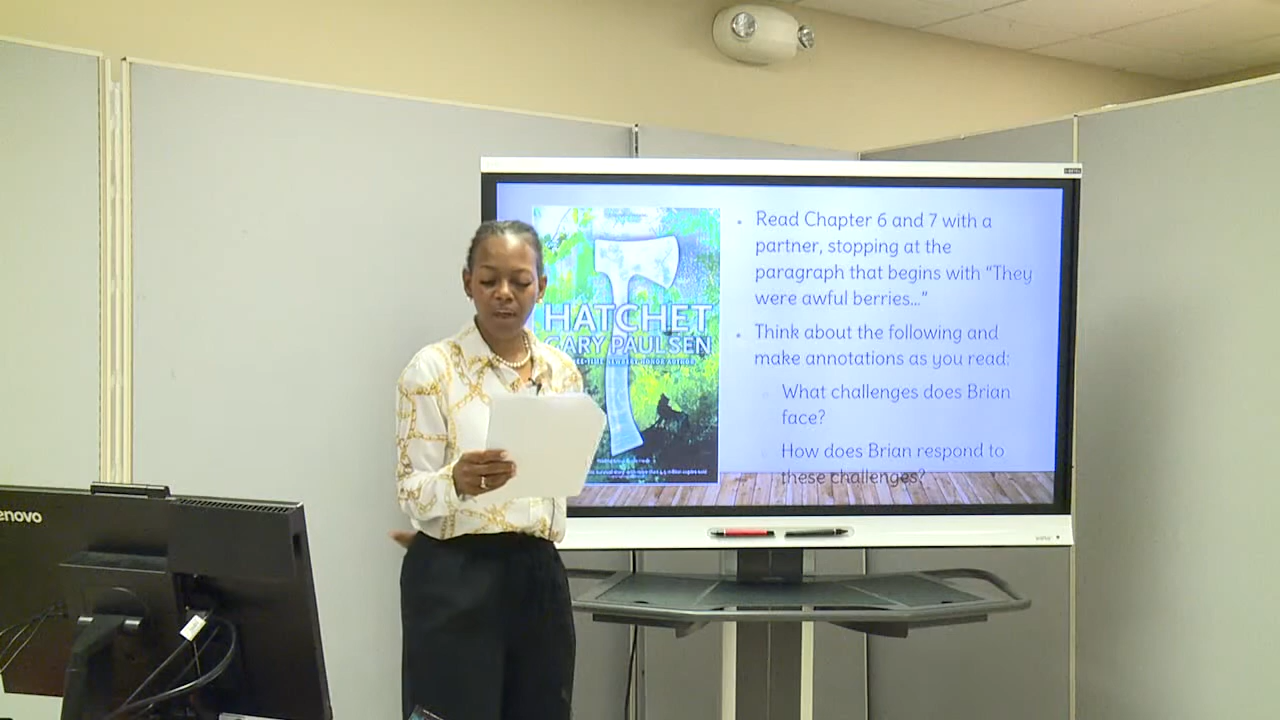 Read Chapter 6 and 7 with a
partner, stopping at the
paragraph that begins with “They
were awful berries…”
Think about the following and
make annotations as you read:
What challenges does Brian
face?
How does Brian respond to
these challenges?
HATCHET
GARY PAULSEN
enovo